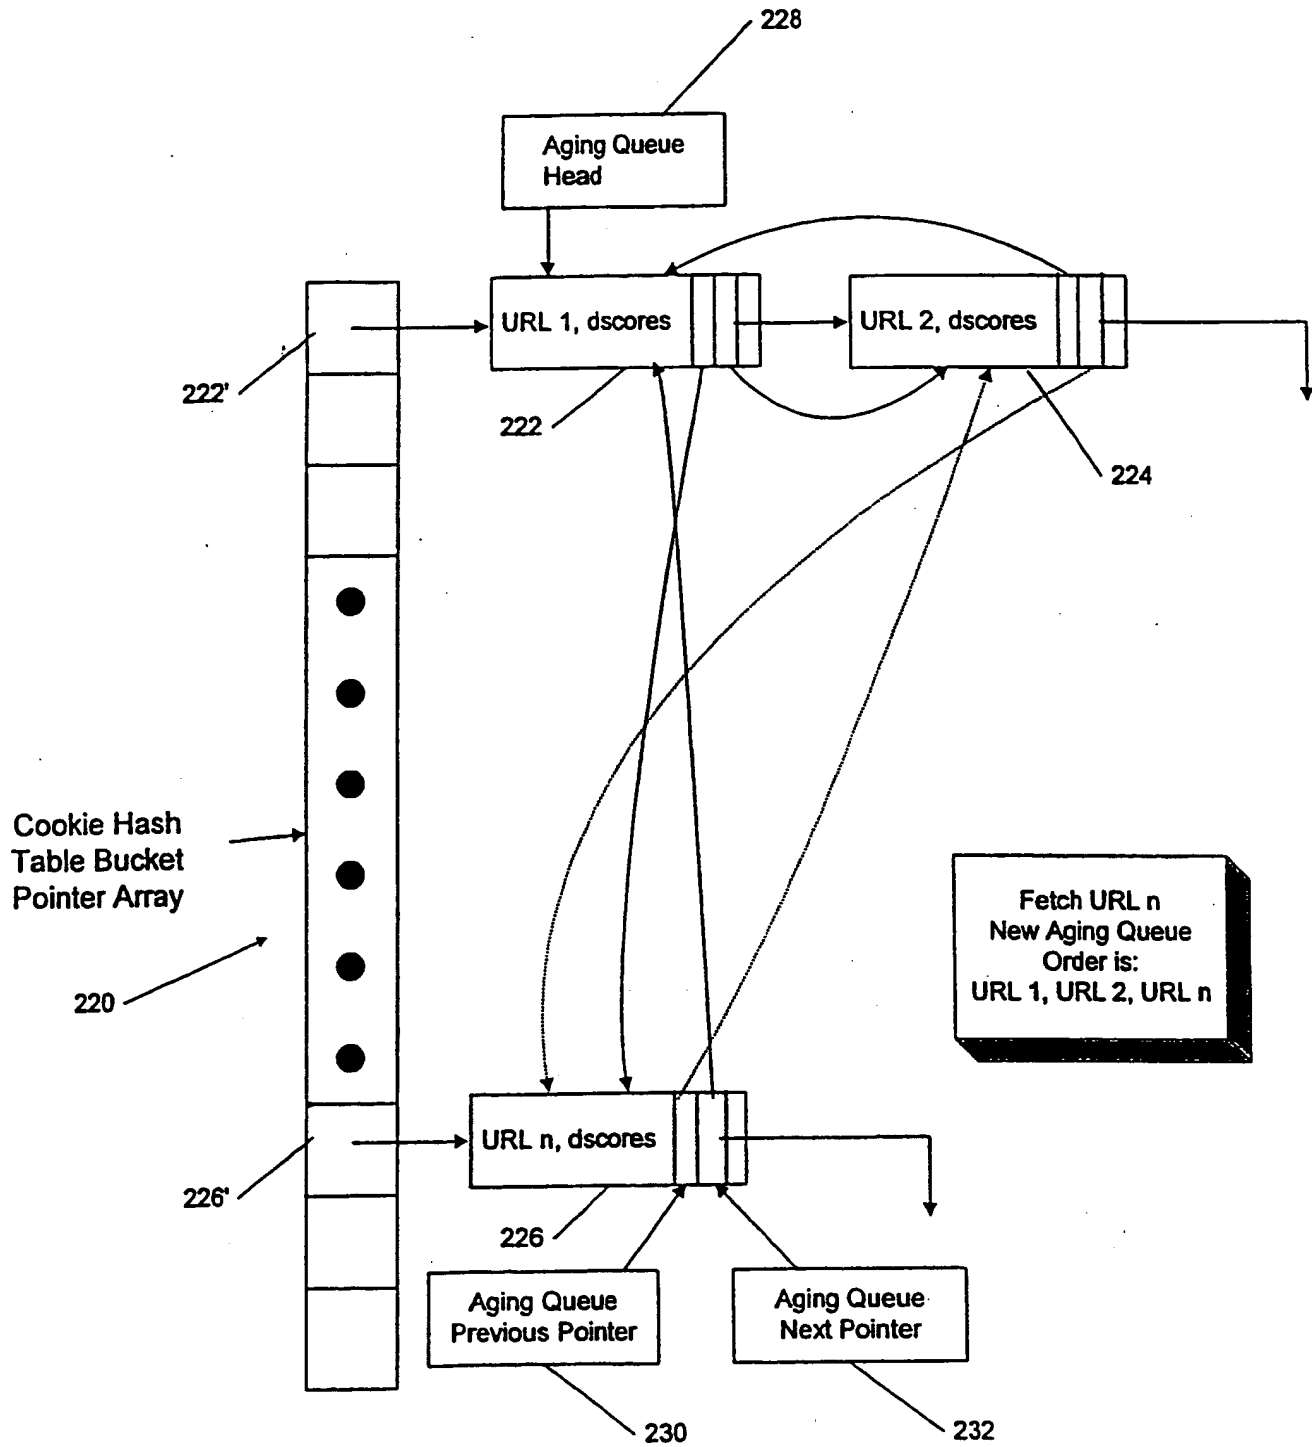 228
Aging Queue
Head
URL 1, dscores
URL 2, dscores
222'
222
224
Cookie Hash
Table Bucket
Pointer Array
220
Fetch URL n
New Aging Queue
Order is:
URL 1, URL 2, URL n
URL n, dscores
226'
226
Aging Queue
Previous Pointer
Aging Queue
Next Pointer
230
232